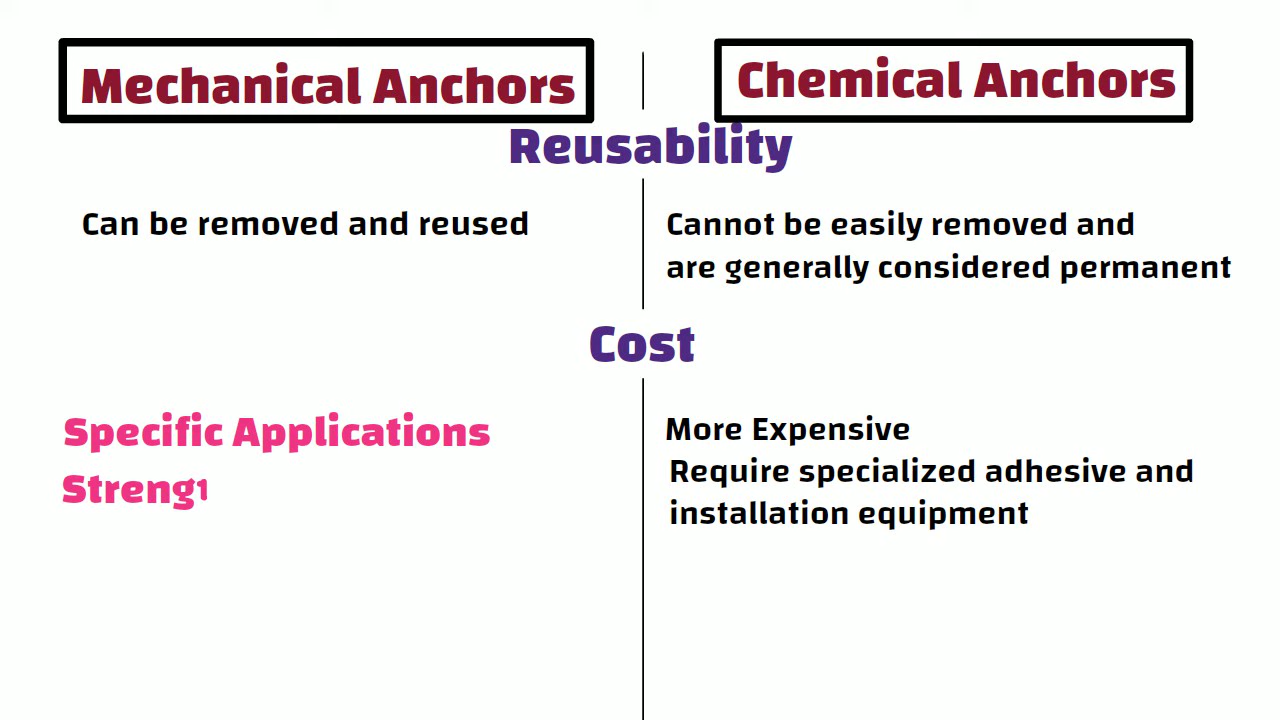 Mechanical Anchors
Chemical Anchors
Reusability
Can be removed and reused
Cannot be easily removed and
are generally considered permanent
Cost
Specific Applications
More Expensive
Require specialized adhesive and
installation equipment